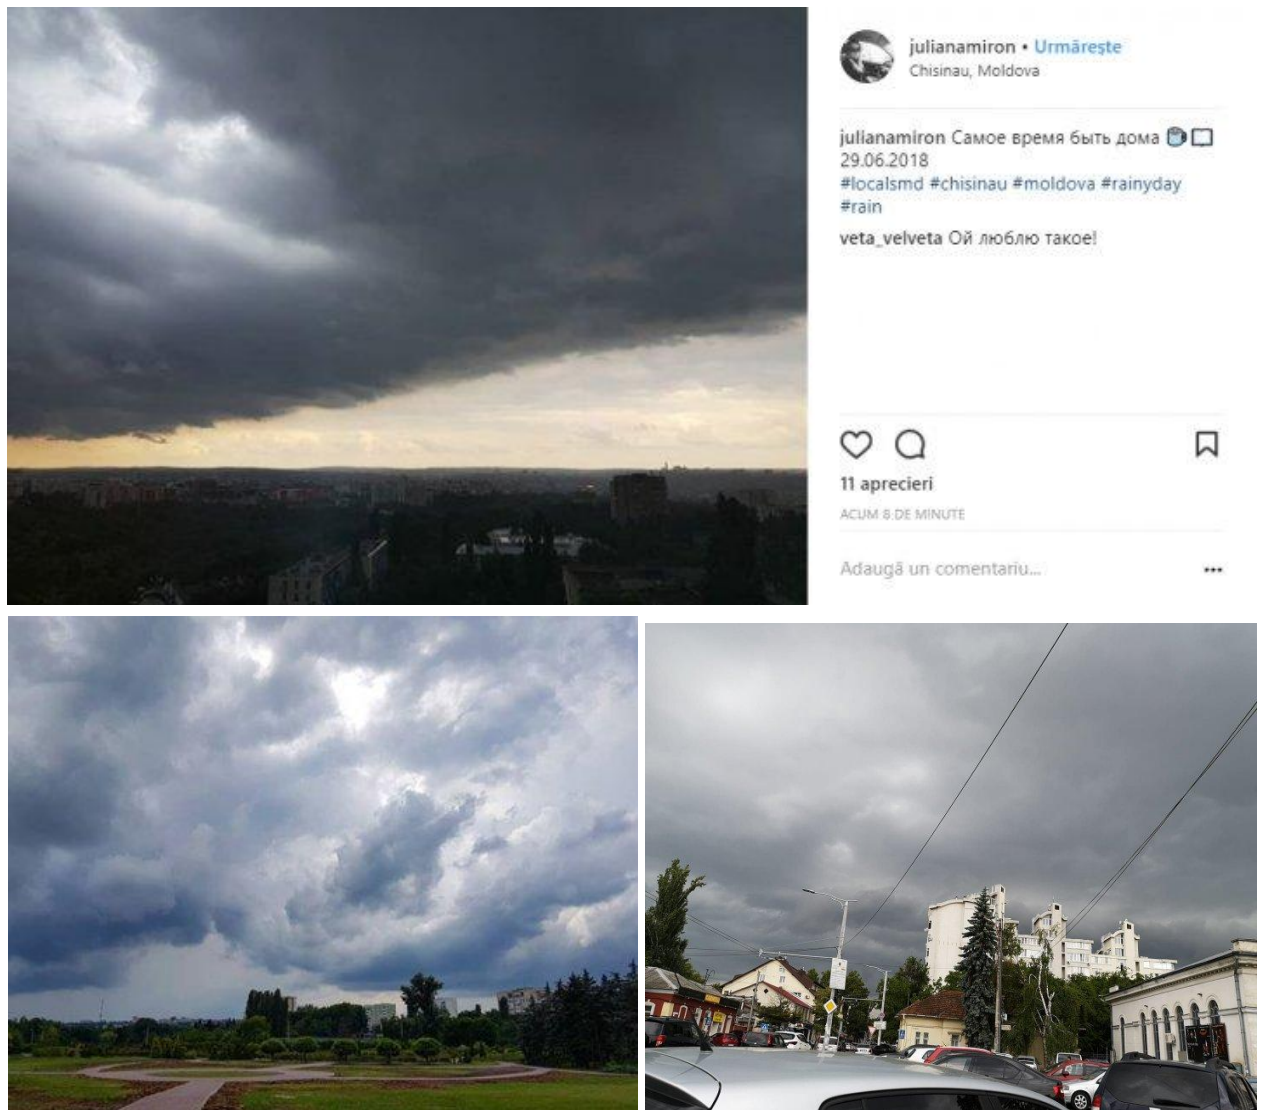 julianamiron • Urmărește
Chisinau, Moldova
julianamiron Самое время быть дома
29.06.2018
#localsmd #chisinau #moldova #rainyday
#rain
veta_velveta Ой люблю такое!
11 aprecieri
ACUM 8 DE MINUTE
Adaugă un comentariu...